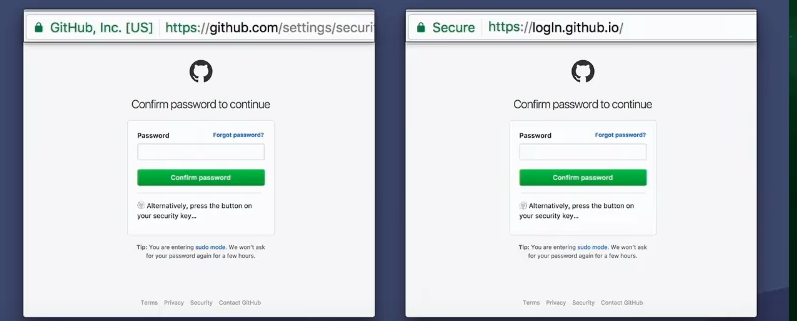 GitHub, Inc. [US] https://github.com/settings/securi
Confirm password to continue
Password Forgot password?
Confirm password
Alternatively, press the button on
your security key...
Tip: You are entering sudo mode. We won't ask
for your password again for a few hours.
Terms Privacy Security Contact GitHub
Secure https://logIn.github.io/
Confirm password to continue
Password Forgot password?
Confirm password
Alternatively, press the button on
your security key...
Tip: You are entering sudo mode. We won't ask
for your password again for a few hours.
Terms Privacy Security Contact GitHub